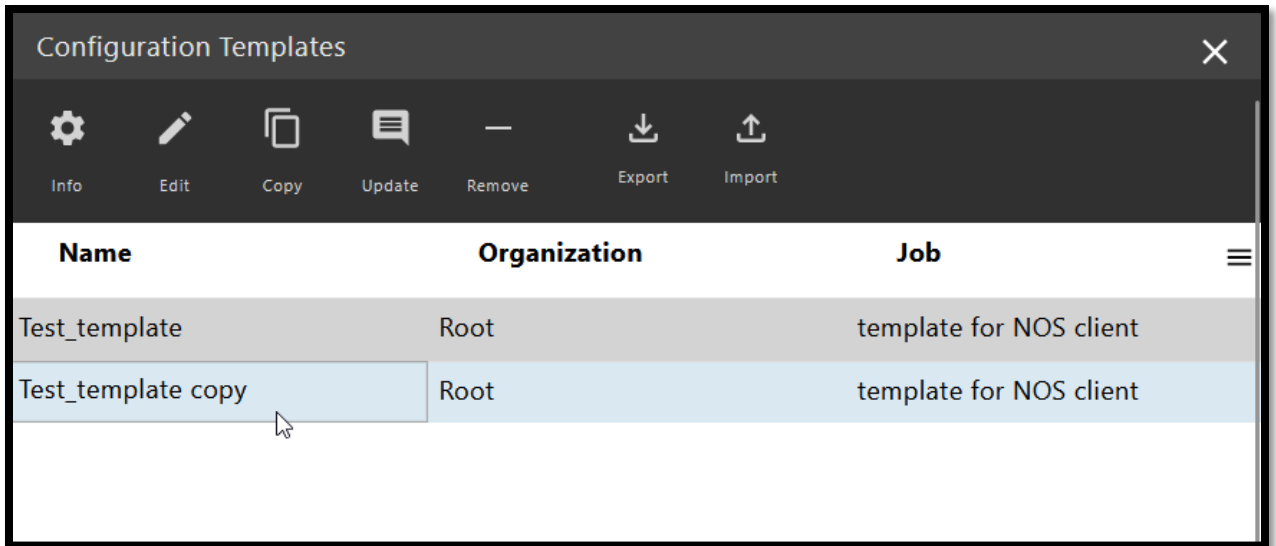 Configuration Templates
Info Edit Copy Update Remove Export Import
Name Organization Job
Test_template Root template for NOS client
Test_template copy Root template for NOS client